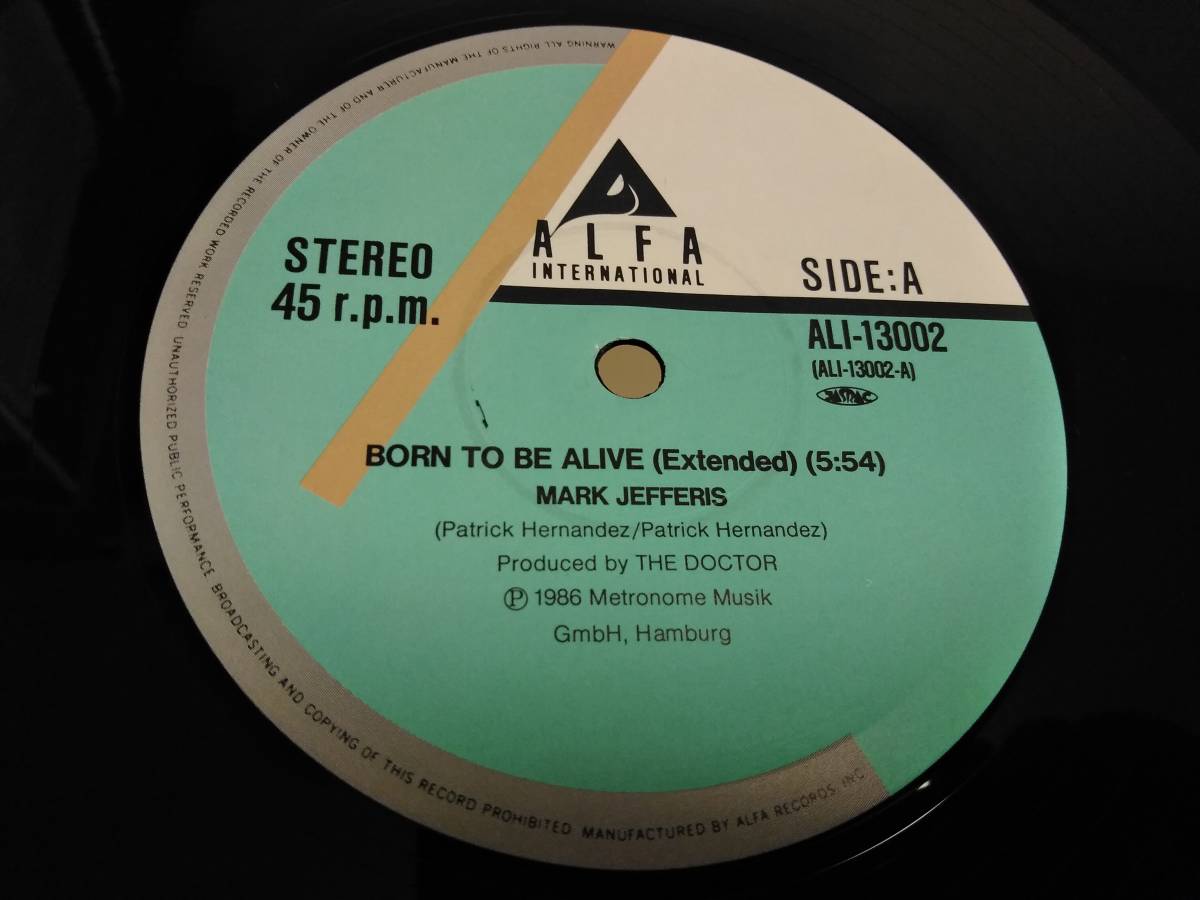 WARNING ALL RIGHTS OF THE MANUFACTURER AND OF THE OWNER OF THE RECORDED WORK RESERVED UNAUTHORIZED PUBLIC PERFORMANCE BROADCASTING AND COPYING OF THIS RECORD PROHIBITED MANUFACTURED BY ALFA RECORDS, INC
ALFA
INTERNATIONAL
STEREO
45 r.p.m.
SIDE:A
ALI-13002
(ALI-13002-A)
JASRAC
BORN TO BE ALIVE (Extended) (5:54)
MARK JEFFERIS
(Patrick Hernandez/Patrick Hernandez)
Produced by THE DOCTOR
Ⓟ 1986 Metronome Musik
GmbH, Hamburg